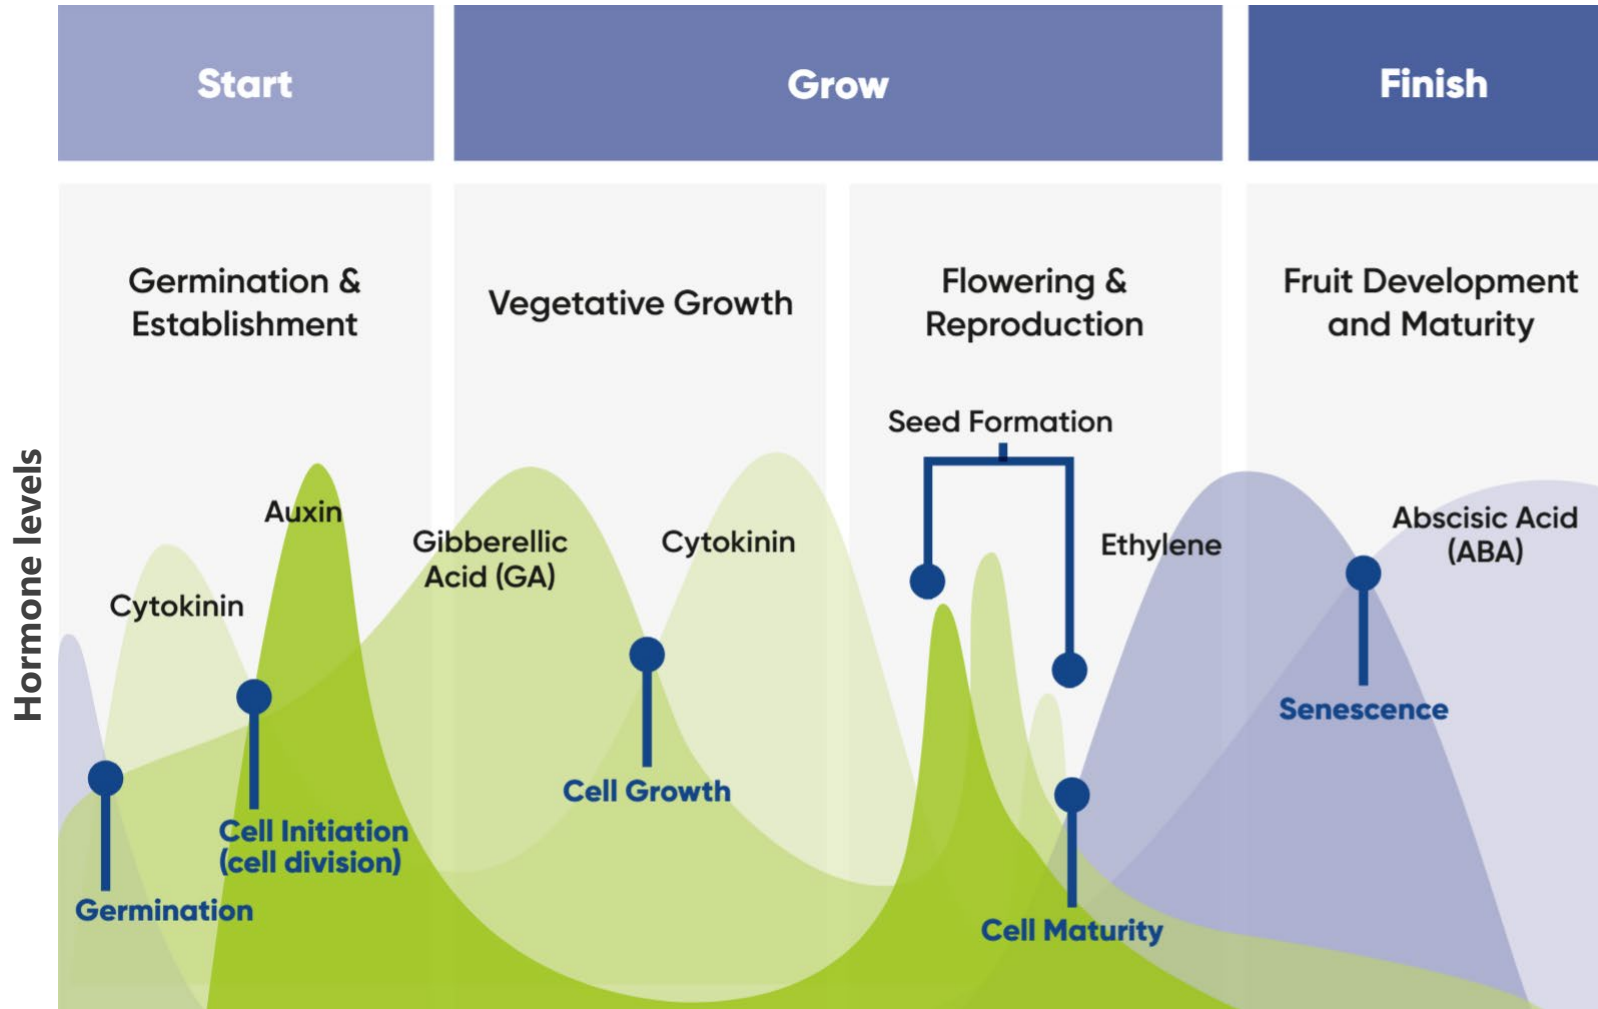 Start
Grow
Finish
Germination &
Establishment
Vegetative Growth
Flowering &
Reproduction
Fruit Development
and Maturity
Seed Formation
Hormone levels
Cytokinin
Auxin
Gibberellic
Acid (GA)
Cytokinin
Ethylene
Abscisic Acid
(ABA)
Germination
Cell Initiation
(cell division)
Cell Growth
Cell Maturity
Senescence